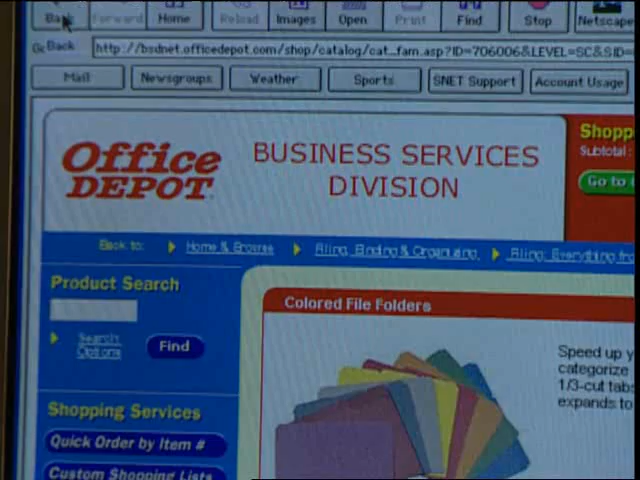 Back Forward Home Reload Images Open Print Find Stop Netscape
Back
http://bsdnet.officedepot.com/shop/catalog/cat...fam.asp?ID=706006&LEVEL=SC&SID=
Mail Newsgroups Weather Sports SNET Support Account Usage
Office DEPOT
BUSINESS SERVICES
DIVISION
Shopp
Subtotal:
Go to
Back to: Home & Browse Filing, Binding & Organizing Filing: Everything fro
Product Search
Search
Options
Find
Colored File Folders
Speed up y
categorize
1/3-cut tabs
expands to
Shopping Services
Quick Order by Item #
Custom Shopping Lists